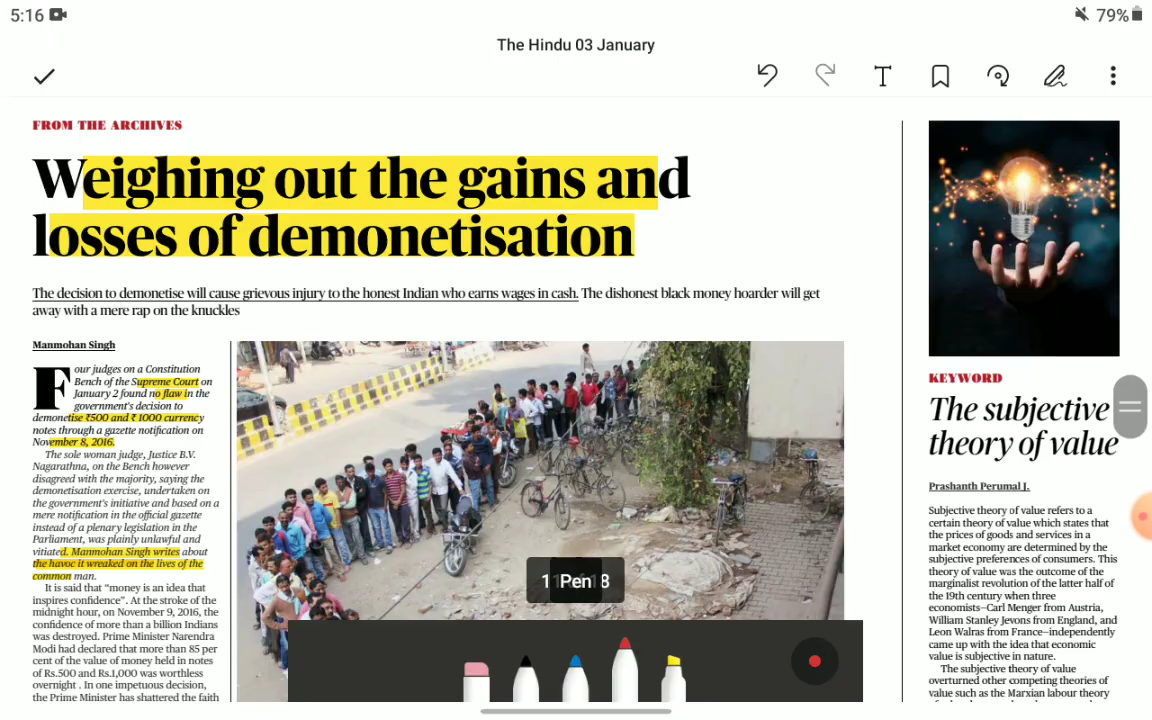 5:16
79%
The Hindu 03 January
FROM THE ARCHIVES
Weighing out the gains and
losses of demonetisation
The decision to demonetise will cause grievous injury to the honest Indian who earns wages in cash. The dishonest black money hoarder will get
away with a mere rap on the knuckles
Manmohan Singh
Four judges on a Constitution
Bench of the Supreme Court on
January 2 found no flaw in the
government's decision to
demonetise ₹500 and ₹1000 currency
notes through a gazette notification on
November 8, 2016.
The sole woman judge, Justice B.V.
Nagarathna, on the Bench however
disagreed with the majority, saying the
demonetisation exercise, undertaken on
the government's initiative and based on a
mere notification in the official gazette
instead of a plenary legislation in the
Parliament, was plainly unlawful and
vitiated. Manmohan Singh writes about
the havoc it wreaked on the lives of the
common man.
It is said that “money is an idea that
inspires confidence”. At the stroke of the
midnight hour, on November 9, 2016, the
confidence of more than a billion Indians
was destroyed. Prime Minister Narendra
Modi had declared that more than 85 per
cent of the value of money held in notes
of Rs.500 and Rs.1,000 was worthless
overnight . In one impetuous decision,
the Prime Minister has shattered the faith
Pen
KEYWORD
The subjective
theory of value
Prashanth Perumal J.
Subjective theory of value refers to a
certain theory of value which states that
the prices of goods and services in a
market economy are determined by the
subjective preferences of consumers. This
theory of value was the outcome of the
marginalist revolution of the latter half of
the 19th century when three
economists—Carl Menger from Austria,
William Stanley Jevons from England, and
Leon Walras from France—independently
came up with the idea that economic
value is subjective in nature.
The subjective theory of value
overturned other competing theories of
value such as the Marxian labour theory